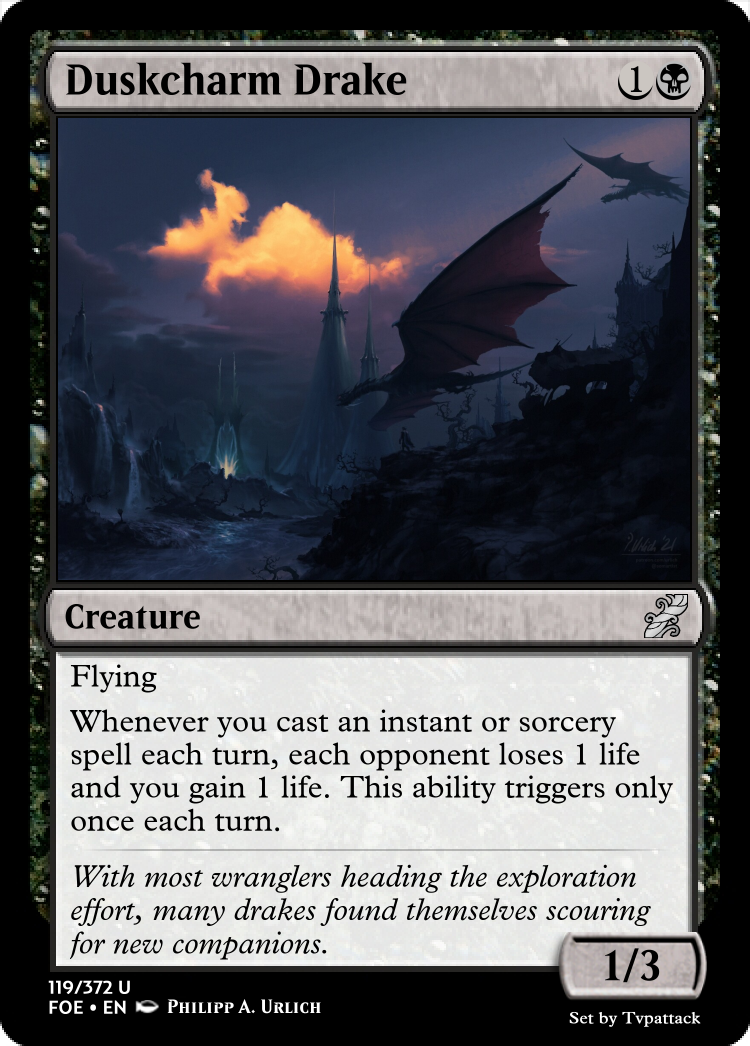 Duskcharm Drake 1
Creature
Flying
Whenever you cast an instant or sorcery
spell each turn, each opponent loses 1 life
and you gain 1 life. This ability triggers only
once each turn.
With most wranglers heading the exploration
effort, many drakes found themselves scouring
for new companions.
1/3
119/372 U
FOE • EN Philipp A. Urlich
Set by Tvpattack